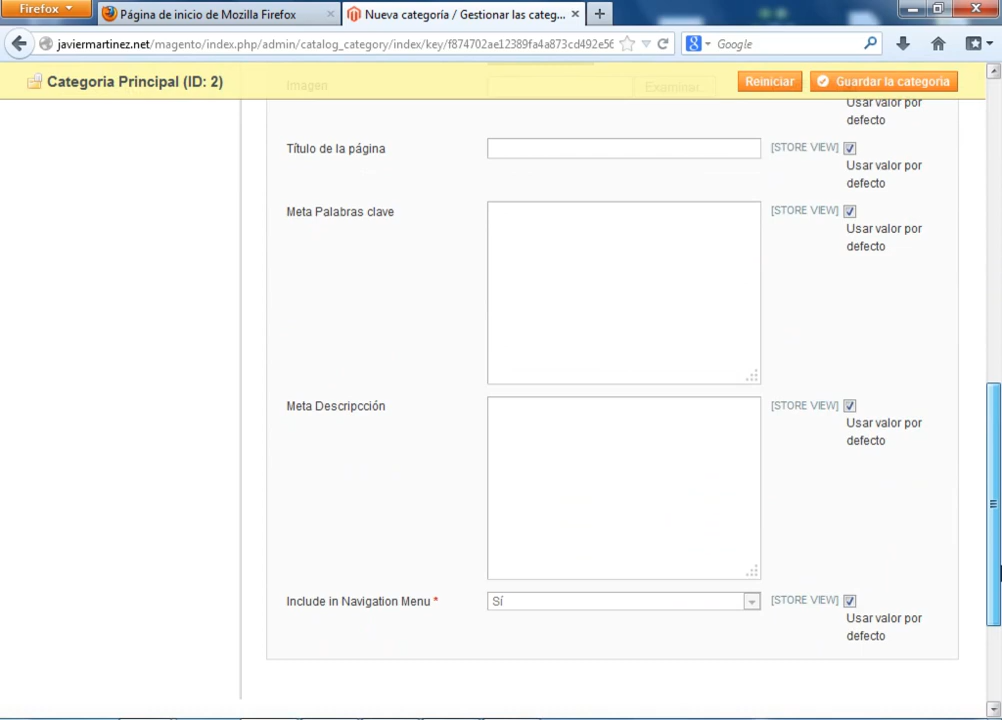 Firefox
Página de inicio de Mozilla Firefox
Nueva categoría / Gestionar las categ...
javiermartinez.net/magento/index.php/admin/catalog_category/index/key/f874702ae12389fa4a873cd492e5€
Google
Categoria Principal (ID: 2)
Reiniciar
Guardar la categoría
Imagen
Examinar...
Usar valor por
defecto
Título de la página
[STORE VIEW]
Usar valor por
defecto
Meta Palabras clave
[STORE VIEW]
Usar valor por
defecto
Meta Descripcción
[STORE VIEW]
Usar valor por
defecto
Include in Navigation Menu *
Sí
[STORE VIEW]
Usar valor por
defecto